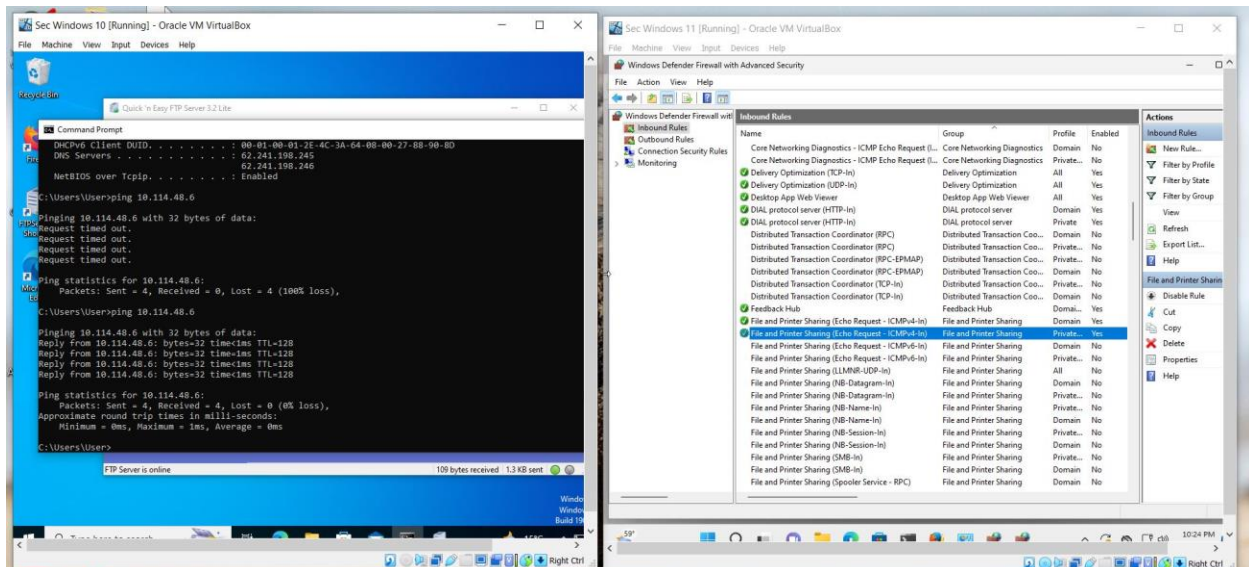 Sec Windows 10 [Running] - Oracle VM VirtualBox
File Machine View Input Devices Help
Recycle Bin
Quick 'n Easy FTP Server 3.2 Lite
Command Prompt
DHCPv6 Client DUID. . . . . . . . : 00-01-00-01-2E-4C-3A-64-08-00-27-88-90-8D
DNS Servers . . . . . . . . . . . : 62.241.198.245
62.241.198.246
NetBIOS over Tcpip. . . . . . . . : Enabled
C:\Users\User>ping 10.114.48.6
Pinging 10.114.48.6 with 32 bytes of data:
Request timed out.
Request timed out.
Request timed out.
Request timed out.
Ping statistics for 10.114.48.6:
Packets: Sent = 4, Received = 0, Lost = 4 (100% loss),
C:\Users\User>ping 10.114.48.6
Pinging 10.114.48.6 with 32 bytes of data:
Reply from 10.114.48.6: bytes=32 time<1ms TTL=128
Reply from 10.114.48.6: bytes=32 time=1ms TTL=128
Reply from 10.114.48.6: bytes=32 time<1ms TTL=128
Reply from 10.114.48.6: bytes=32 time<1ms TTL=128
Ping statistics for 10.114.48.6:
Packets: Sent = 4, Received = 4, Lost = 0 (0% loss),
Approximate round trip times in milli-seconds:
Minimum = 0ms, Maximum = 1ms, Average = 0ms
C:\Users\User>
FTP Server is online
109 bytes received 1.3 KB sent
Windo
Windo
Build 19
Right Ctrl
Sec Windows 11 [Running] - Oracle VM VirtualBox
File Machine View Input Devices Help
Windows Defender Firewall with Advanced Security
File Action View Help
Windows Defender Firewall wit
Inbound Rules
Outbound Rules
Connection Security Rules
Monitoring
Inbound Rules
Name Group Profile Enabled
Core Networking Diagnostics - ICMP Echo Request (I... Core Networking Diagnostics Domain No
Core Networking Diagnostics - ICMP Echo Request (I... Core Networking Diagnostics Private... No
Delivery Optimization (TCP-In) Delivery Optimization All Yes
Delivery Optimization (UDP-In) Delivery Optimization All Yes
Desktop App Web Viewer Desktop App Web Viewer All Yes
DIAL protocol server (HTTP-In) DIAL protocol server Domain Yes
DIAL protocol server (HTTP-In) DIAL protocol server Private Yes
Distributed Transaction Coordinator (RPC) Distributed Transaction Coo... Domain No
Distributed Transaction Coordinator (RPC) Distributed Transaction Coo... Private... No
Distributed Transaction Coordinator (RPC-EPMAP) Distributed Transaction Coo... Private... No
Distributed Transaction Coordinator (RPC-EPMAP) Distributed Transaction Coo... Domain No
Distributed Transaction Coordinator (TCP-In) Distributed Transaction Coo... Private... No
Distributed Transaction Coordinator (TCP-In) Distributed Transaction Coo... Domain No
Feedback Hub Feedback Hub Domai... Yes
File and Printer Sharing (Echo Request - ICMPv4-In) File and Printer Sharing Domain Yes
File and Printer Sharing (Echo Request - ICMPv4-In) File and Printer Sharing Private... Yes
File and Printer Sharing (Echo Request - ICMPv6-In) File and Printer Sharing Domain No
File and Printer Sharing (Echo Request - ICMPv6-In) File and Printer Sharing Private... No
File and Printer Sharing (LLMNR-UDP-In) File and Printer Sharing All No
File and Printer Sharing (NB-Datagram-In) File and Printer Sharing Domain No
File and Printer Sharing (NB-Datagram-In) File and Printer Sharing Private... No
File and Printer Sharing (NB-Name-In) File and Printer Sharing Private... No
File and Printer Sharing (NB-Name-In) File and Printer Sharing Domain No
File and Printer Sharing (NB-Session-In) File and Printer Sharing Private... No
File and Printer Sharing (NB-Session-In) File and Printer Sharing Domain No
File and Printer Sharing (SMB-In) File and Printer Sharing Private... No
File and Printer Sharing (SMB-In) File and Printer Sharing Domain No
File and Printer Sharing (Spooler Service - RPC) File and Printer Sharing Domain No
Actions
Inbound Rules
New Rule...
Filter by Profile
Filter by State
Filter by Group
View
Refresh
Export List...
Help
File and Printer Sharin
Disable Rule
Cut
Copy
Delete
Properties
Help
59°
10:24 PM
Right Ctrl